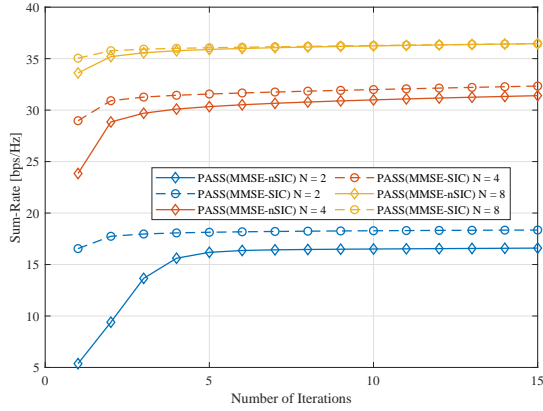 40
35
30
25
20
15
10
5
0
5
10
15
Sum-Rate [bps/Hz]
Number of Iterations
PASS(MMSE-nSIC) N = 2
PASS(MMSE-SIC) N = 2
PASS(MMSE-nSIC) N = 4
PASS(MMSE-SIC) N = 4
PASS(MMSE-nSIC) N = 8
PASS(MMSE-SIC) N = 8